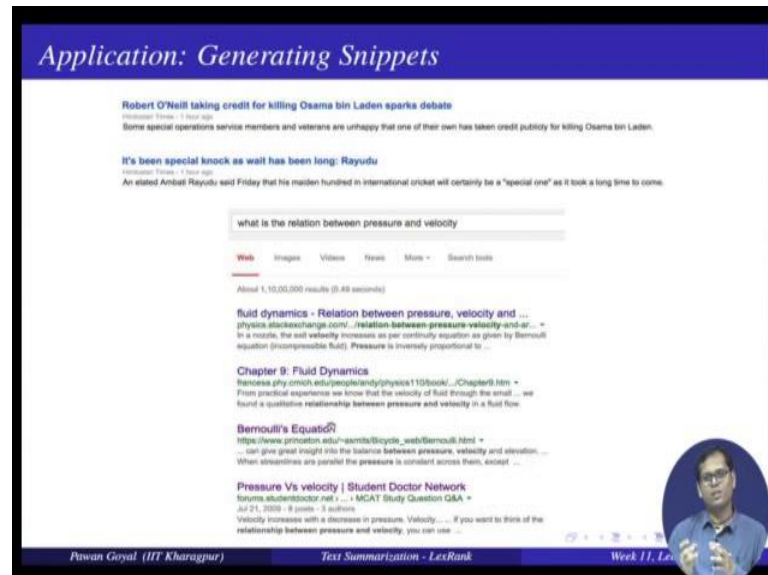 Application: Generating Snippets
Robert O'Neill taking credit for killing Osama bin Laden sparks debate
Hindustan Times - 1 hour ago
Some special operations service members and veterans are unhappy that one of their own has taken credit publicly for killing Osama bin Laden.
It's been special knock as wait has been long: Rayudu
Hindustan Times - 1 hour ago
An elated Ambati Rayudu said Friday that his maiden hundred in international cricket will certainly be a "special one" as it took a long time to come.
what is the relation between pressure and velocity
Web Images Videos News More Search tools
About 1,10,00,000 results (0.49 seconds)
fluid dynamics - Relation between pressure, velocity and ...
physics.stackexchange.com/.../relation-between-pressure-velocity-and-ar...
In a nozzle, the exit velocity increases as per continuity equation as given by Bernoulli
equation (incompressible fluid). Pressure is inversely proportional to ...
Chapter 9: Fluid Dynamics
francesa.phy.cmich.edu/people/andy/physics110/book/.../Chapter9.htm
From practical experience we know that the velocity of fluid through the small ... we
found a qualitative relationship between pressure and velocity in a fluid flow.
Bernoulli's Equation
https://www.princeton.edu/~asmits/Bicycle_web/Bernoulli.html
... can give great insight into the balance between pressure, velocity and elevation. ...
When streamlines are parallel the pressure is constant across them, except ...
Pressure Vs velocity | Student Doctor Network
forums.studentdoctor.net › ... › MCAT Study Question Q&A
Jul 21, 2009 - 8 posts - 3 authors
Velocity increases with a decrease in pressure. Velocity... ... If you want to think of the
relationship between pressure and velocity, you can use ...
Pawan Goyal (IIT Kharagpur) Text Summarization - LexRank Week 11,